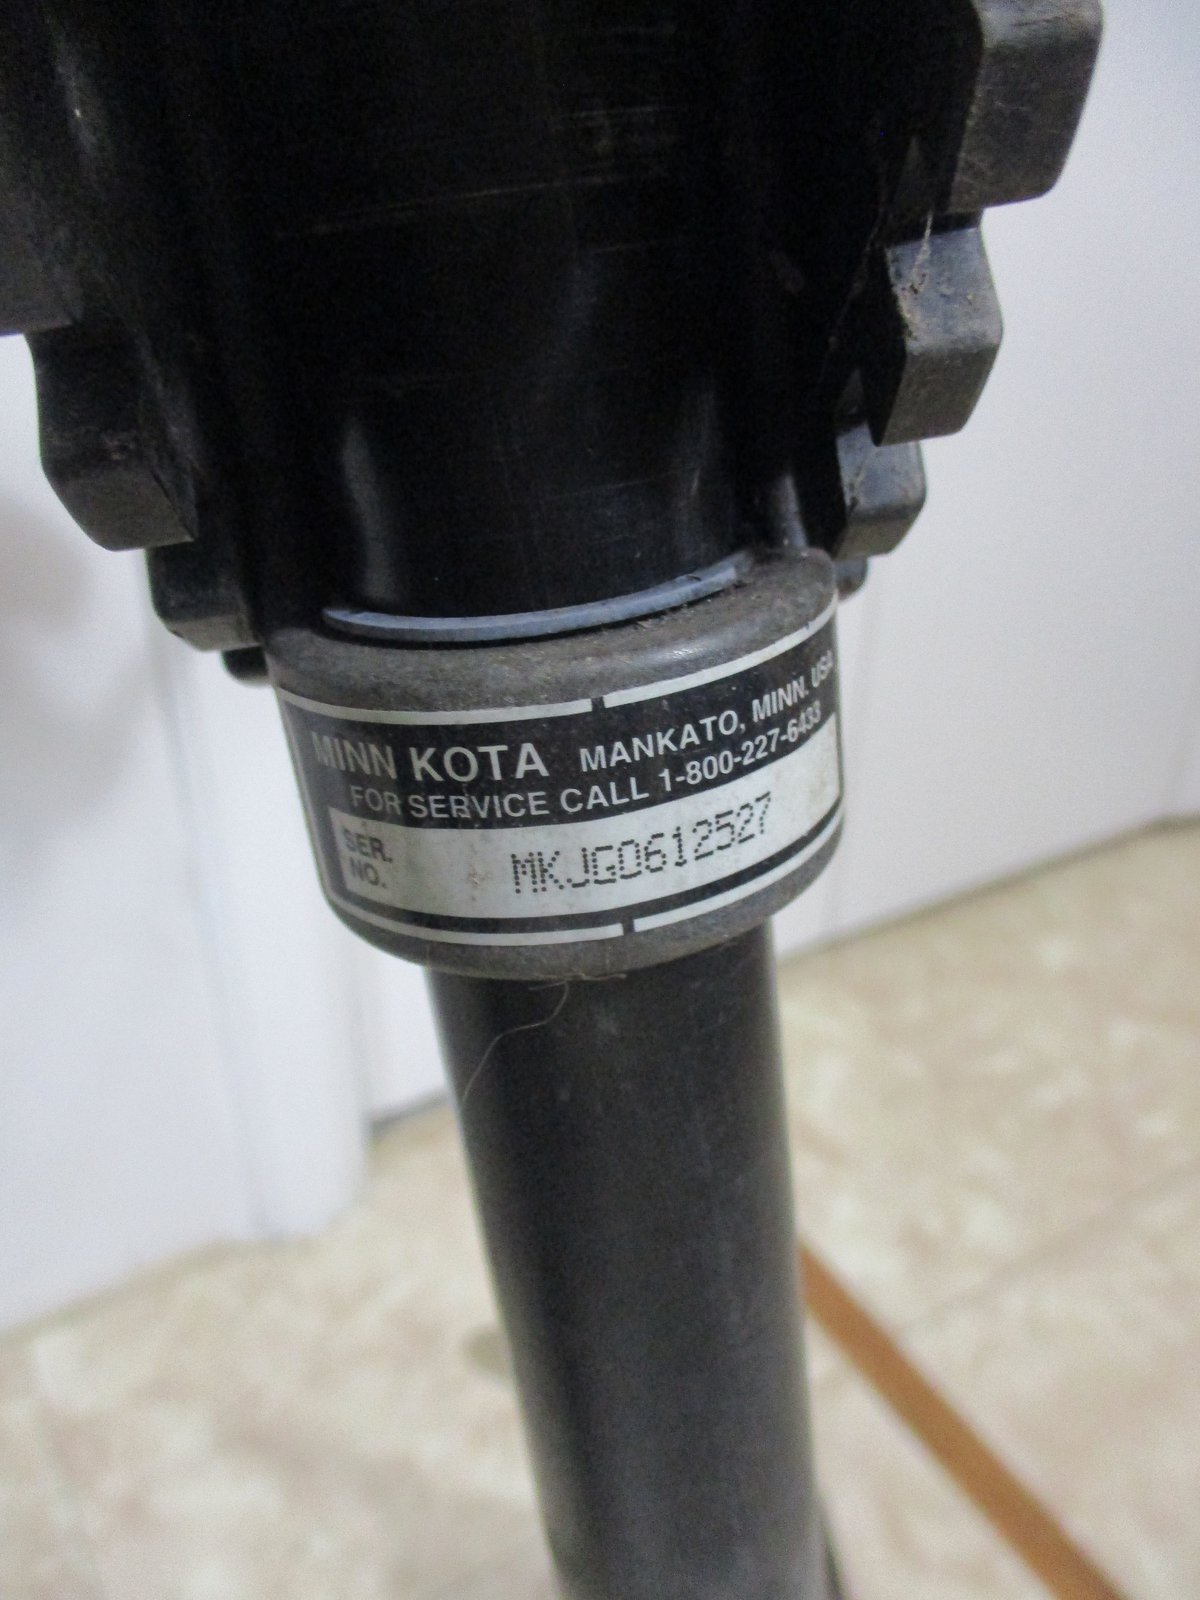 MINN KOTA MANKATO, MINN. USA
FOR SERVICE CALL 1-800-227-6433
SER.
NO.
MKJG0612527